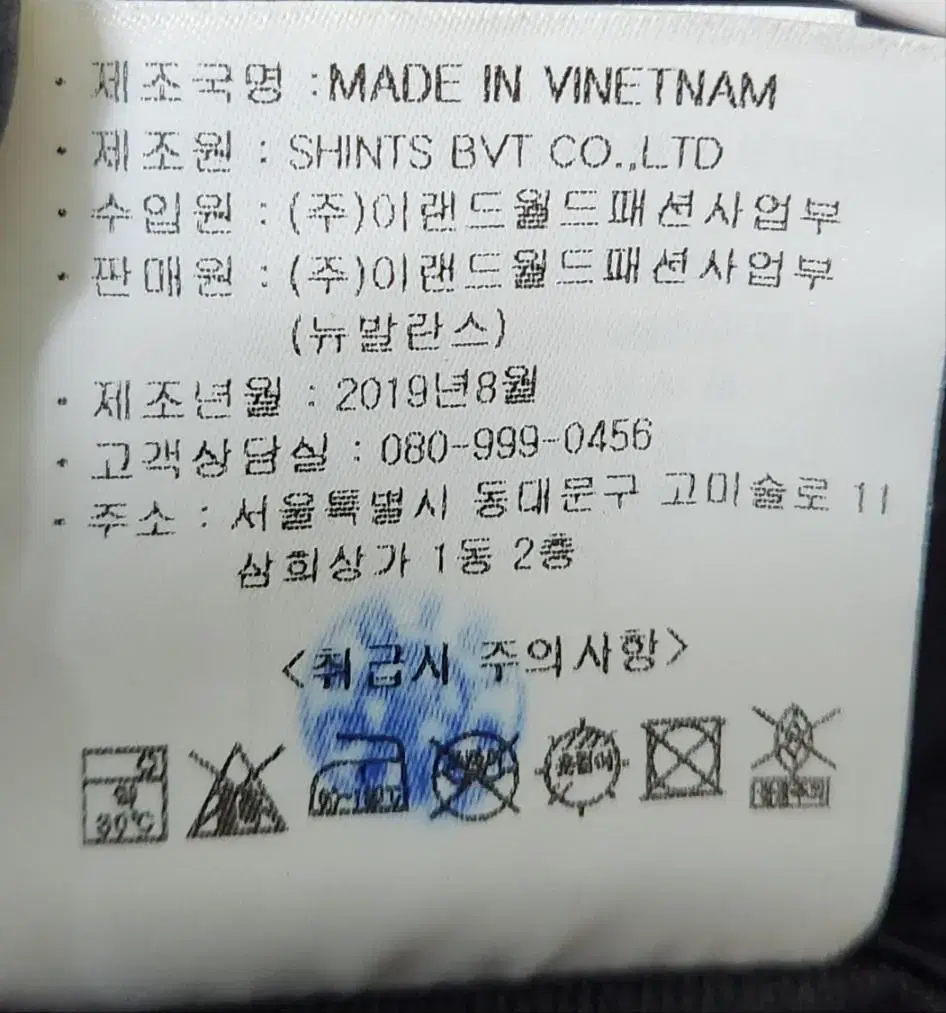 · 제조국명 : MADE IN VINETNAM
· 제조원 : SHINTS BVT CO.,LTD
· 수입원 : (주)이랜드월드패션사업부
· 판매원 : (주)이랜드월드패션사업부
(뉴발란스)
· 제조년월 : 2019년8월
· 고객상담실 : 080-999-0456
· 주소 : 서울특별시 동대문구 고미술로 11
삼희상가 1동 2층
<취급시 주의사항>
30℃